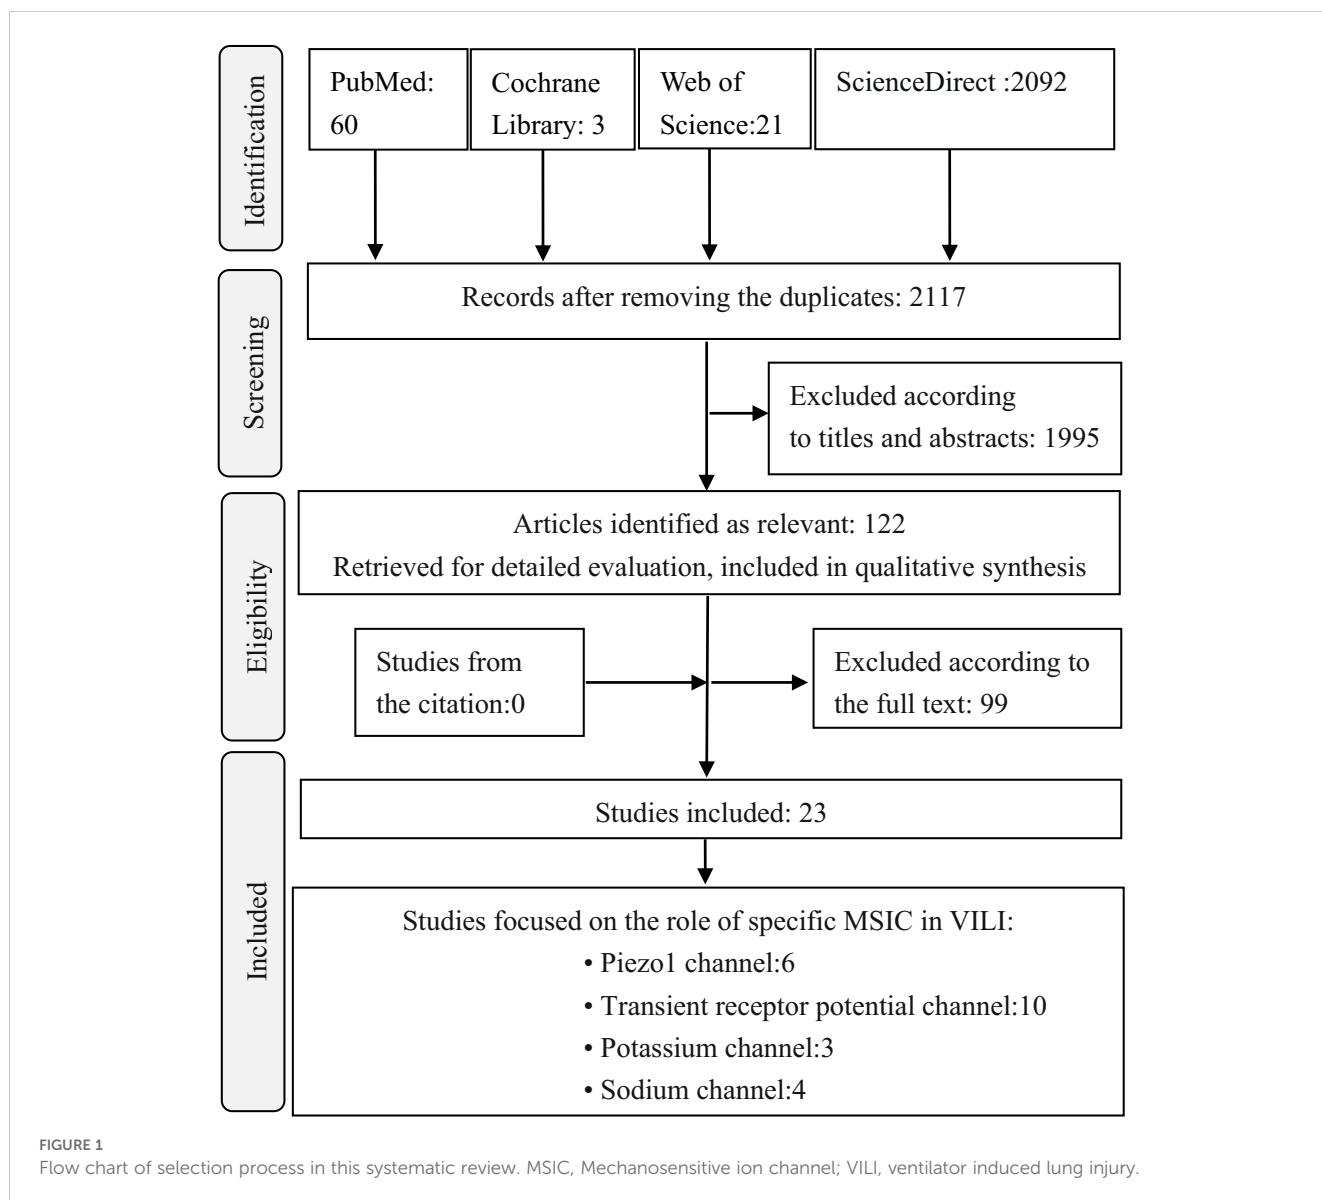 Identification
PubMed:
60
Cochrane
Library: 3
Web of
Science:21
ScienceDirect :2092
Screening
Records after removing the duplicates: 2117
Excluded according
to titles and abstracts: 1995
Eligibility
Articles identified as relevant: 122
Retrieved for detailed evaluation, included in qualitative synthesis
Studies from
the citation:0
Excluded according to
the full text: 99
Included
Studies included: 23
Studies focused on the role of specific MSIC in VILI:
• Piezo1 channel:6
• Transient receptor potential channel:10
• Potassium channel:3
• Sodium channel:4
FIGURE 1
Flow chart of selection process in this systematic review. MSIC, Mechanosensitive ion channel; VILI, ventilator induced lung injury.